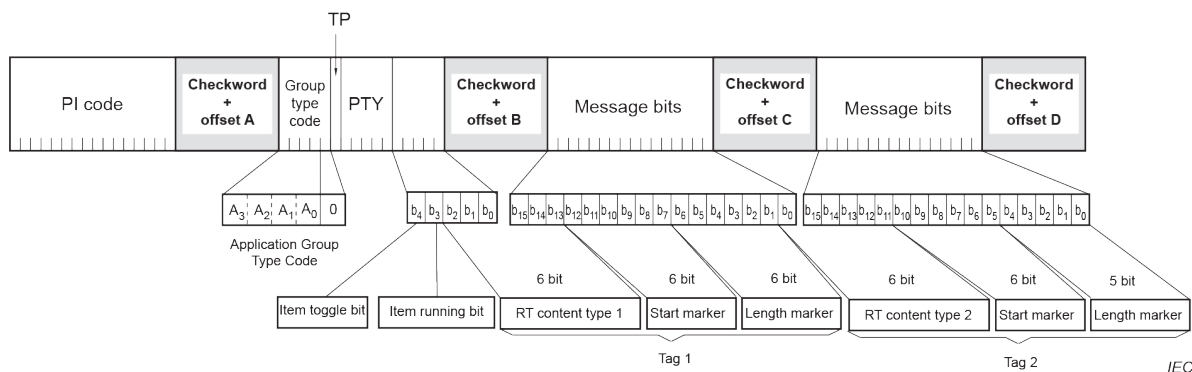 TP
PI code
Checkword
+
offset A
Group
type
code
PTY
Checkword
+
offset B
Message bits
Checkword
+
offset C
Message bits
Checkword
+
offset D
A3 A2 A1 A0 0
b4 b3 b2 b1 b0
b15 b14 b13 b12 b11 b10 b9 b8 b7 b6 b5 b4 b3 b2 b1 b0
b15 b14 b13 b12 b11 b10 b9 b8 b7 b6 b5 b4 b3 b2 b1 b0
Application Group
Type Code
6 bit 6 bit 6 bit 6 bit 6 bit 5 bit
Item toggle bit Item running bit RT content type 1 Start marker Length marker RT content type 2 Start marker Length marker
Tag 1 Tag 2
IEC